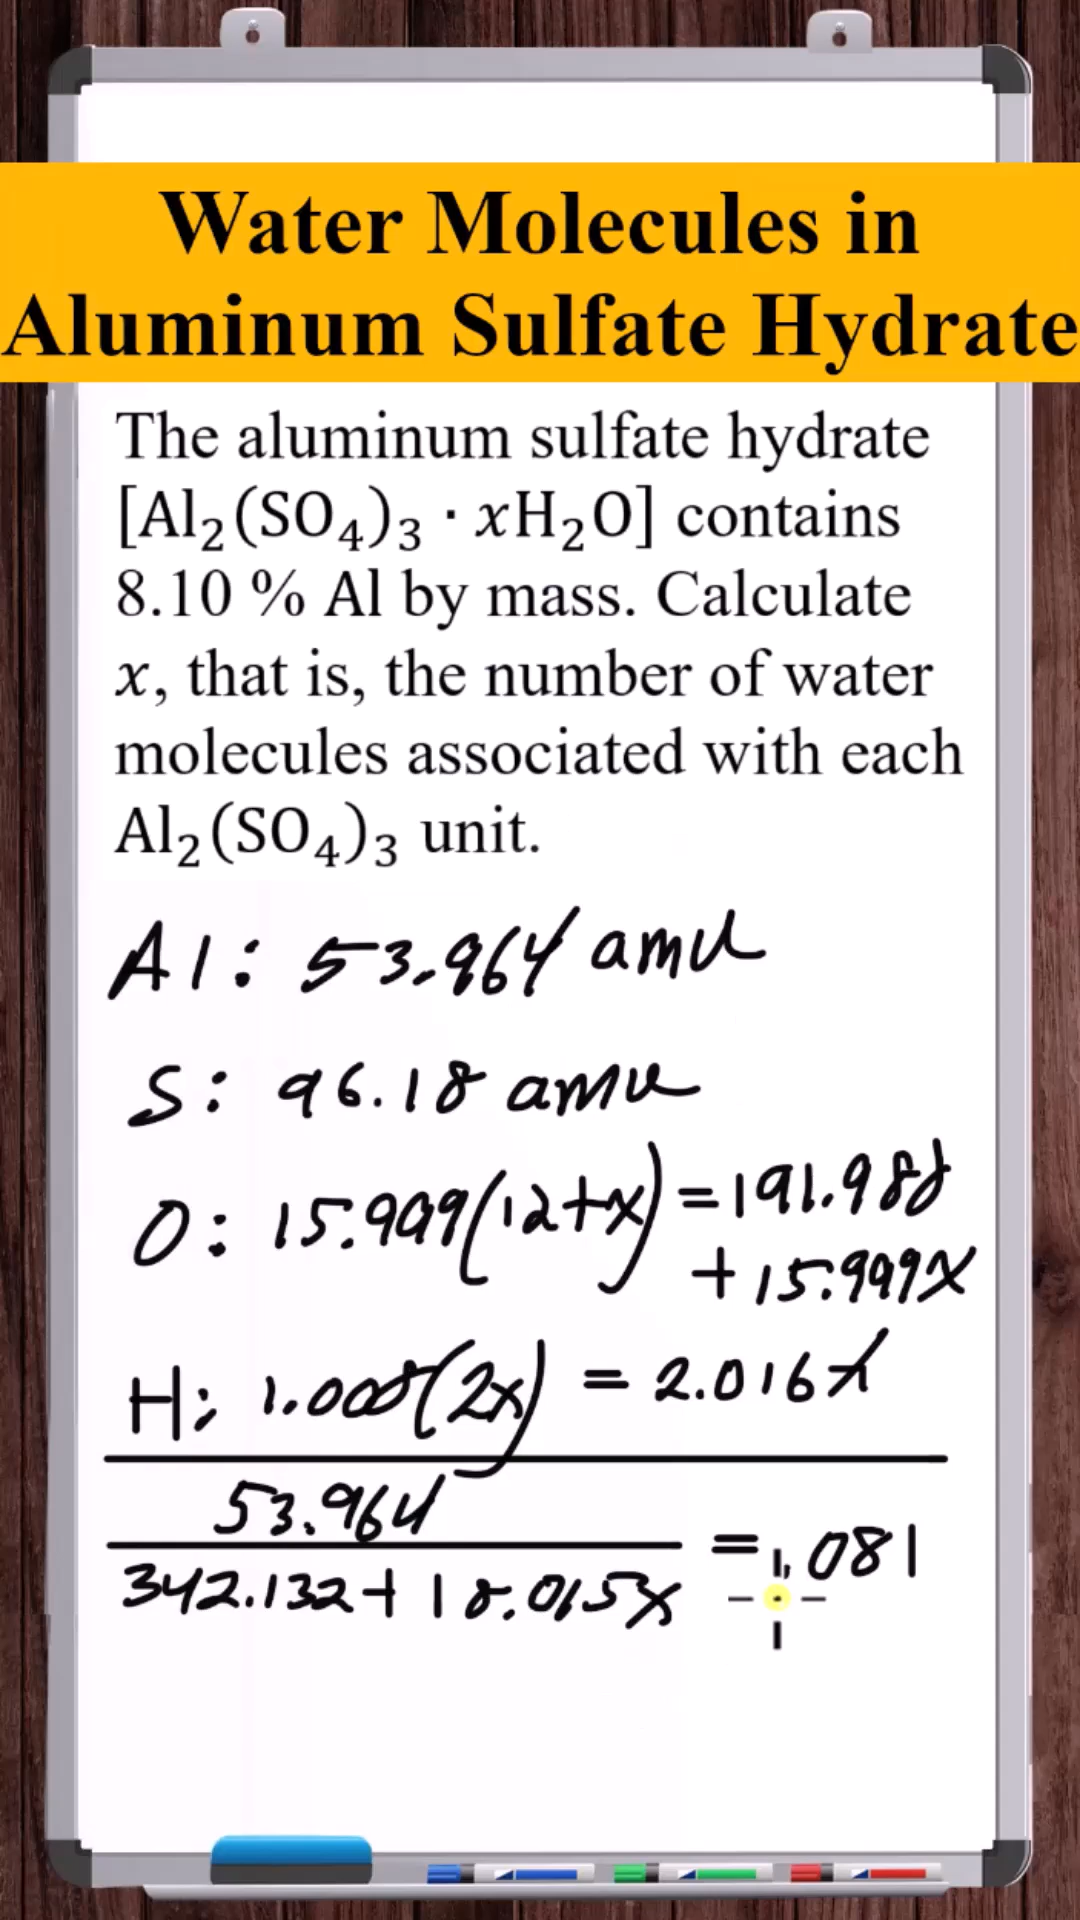 Water Molecules in
Aluminum Sulfate Hydrate
The aluminum sulfate hydrate
[Al₂(SO₄)₃ · xH₂O] contains
8.10 % Al by mass. Calculate
x, that is, the number of water
molecules associated with each
Al₂(SO₄)₃ unit.
Al: 53.964 amu
S: 96.18 amu
O: 15.999(12+x) = 191.988
+ 15.999x
H: 1.008(2x) = 2.016x
53.964
342.132 + 18.015x
= .081